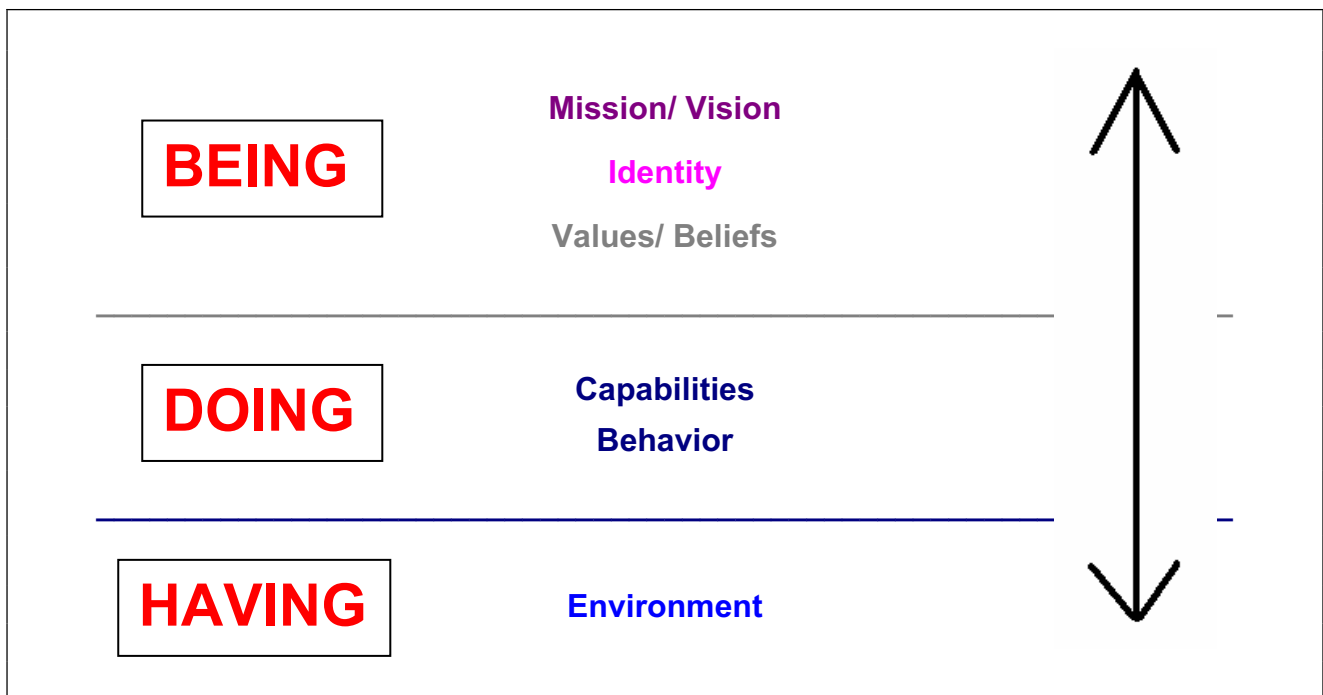 Mission/ Vision
BEING
Identity
Values/ Beliefs
DOING
Capabilities
Behavior
HAVING
Environment